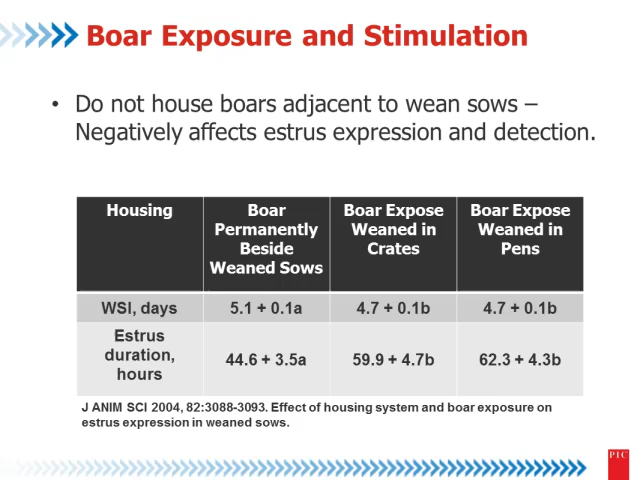 Boar Exposure and Stimulation
• Do not house boars adjacent to wean sows –
Negatively affects estrus expression and detection.
Housing
Boar
Permanently
Beside
Weaned Sows
Boar Expose
Weaned in
Crates
Boar Expose
Weaned in
Pens
WSI, days
5.1 + 0.1a
4.7 + 0.1b
4.7 + 0.1b
Estrus
duration,
hours
44.6 + 3.5a
59.9 + 4.7b
62.3 + 4.3b
J ANIM SCI 2004, 82:3088-3093. Effect of housing system and boar exposure on
estrus expression in weaned sows.
PIC